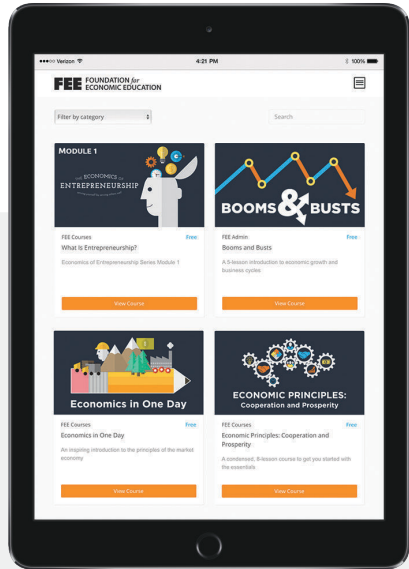 Verizon
4:21 PM
100%
FEE FOUNDATION for
ECONOMIC EDUCATION
Filter by category
Search
MODULE 1
THE ECONOMICS OF
ENTREPRENEURSHIP
BOOMS & BUSTS
FEE Courses Free
What Is Entrepreneurship?
Economics of Entrepreneurship Series Module 1
View Course
FEE Admin Free
Booms and Busts
A 5-lesson introduction to economic growth and
business cycles
View Course
Economics in One Day
ECONOMIC PRINCIPLES:
Cooperation and Prosperity
FEE Courses Free
Economics in One Day
An inspiring introduction to the principles of the market
economy
View Course
FEE Courses Free
Economic Principles: Cooperation and
Prosperity
A condensed, 8-lesson course to get you started with
the essentials.
View Course